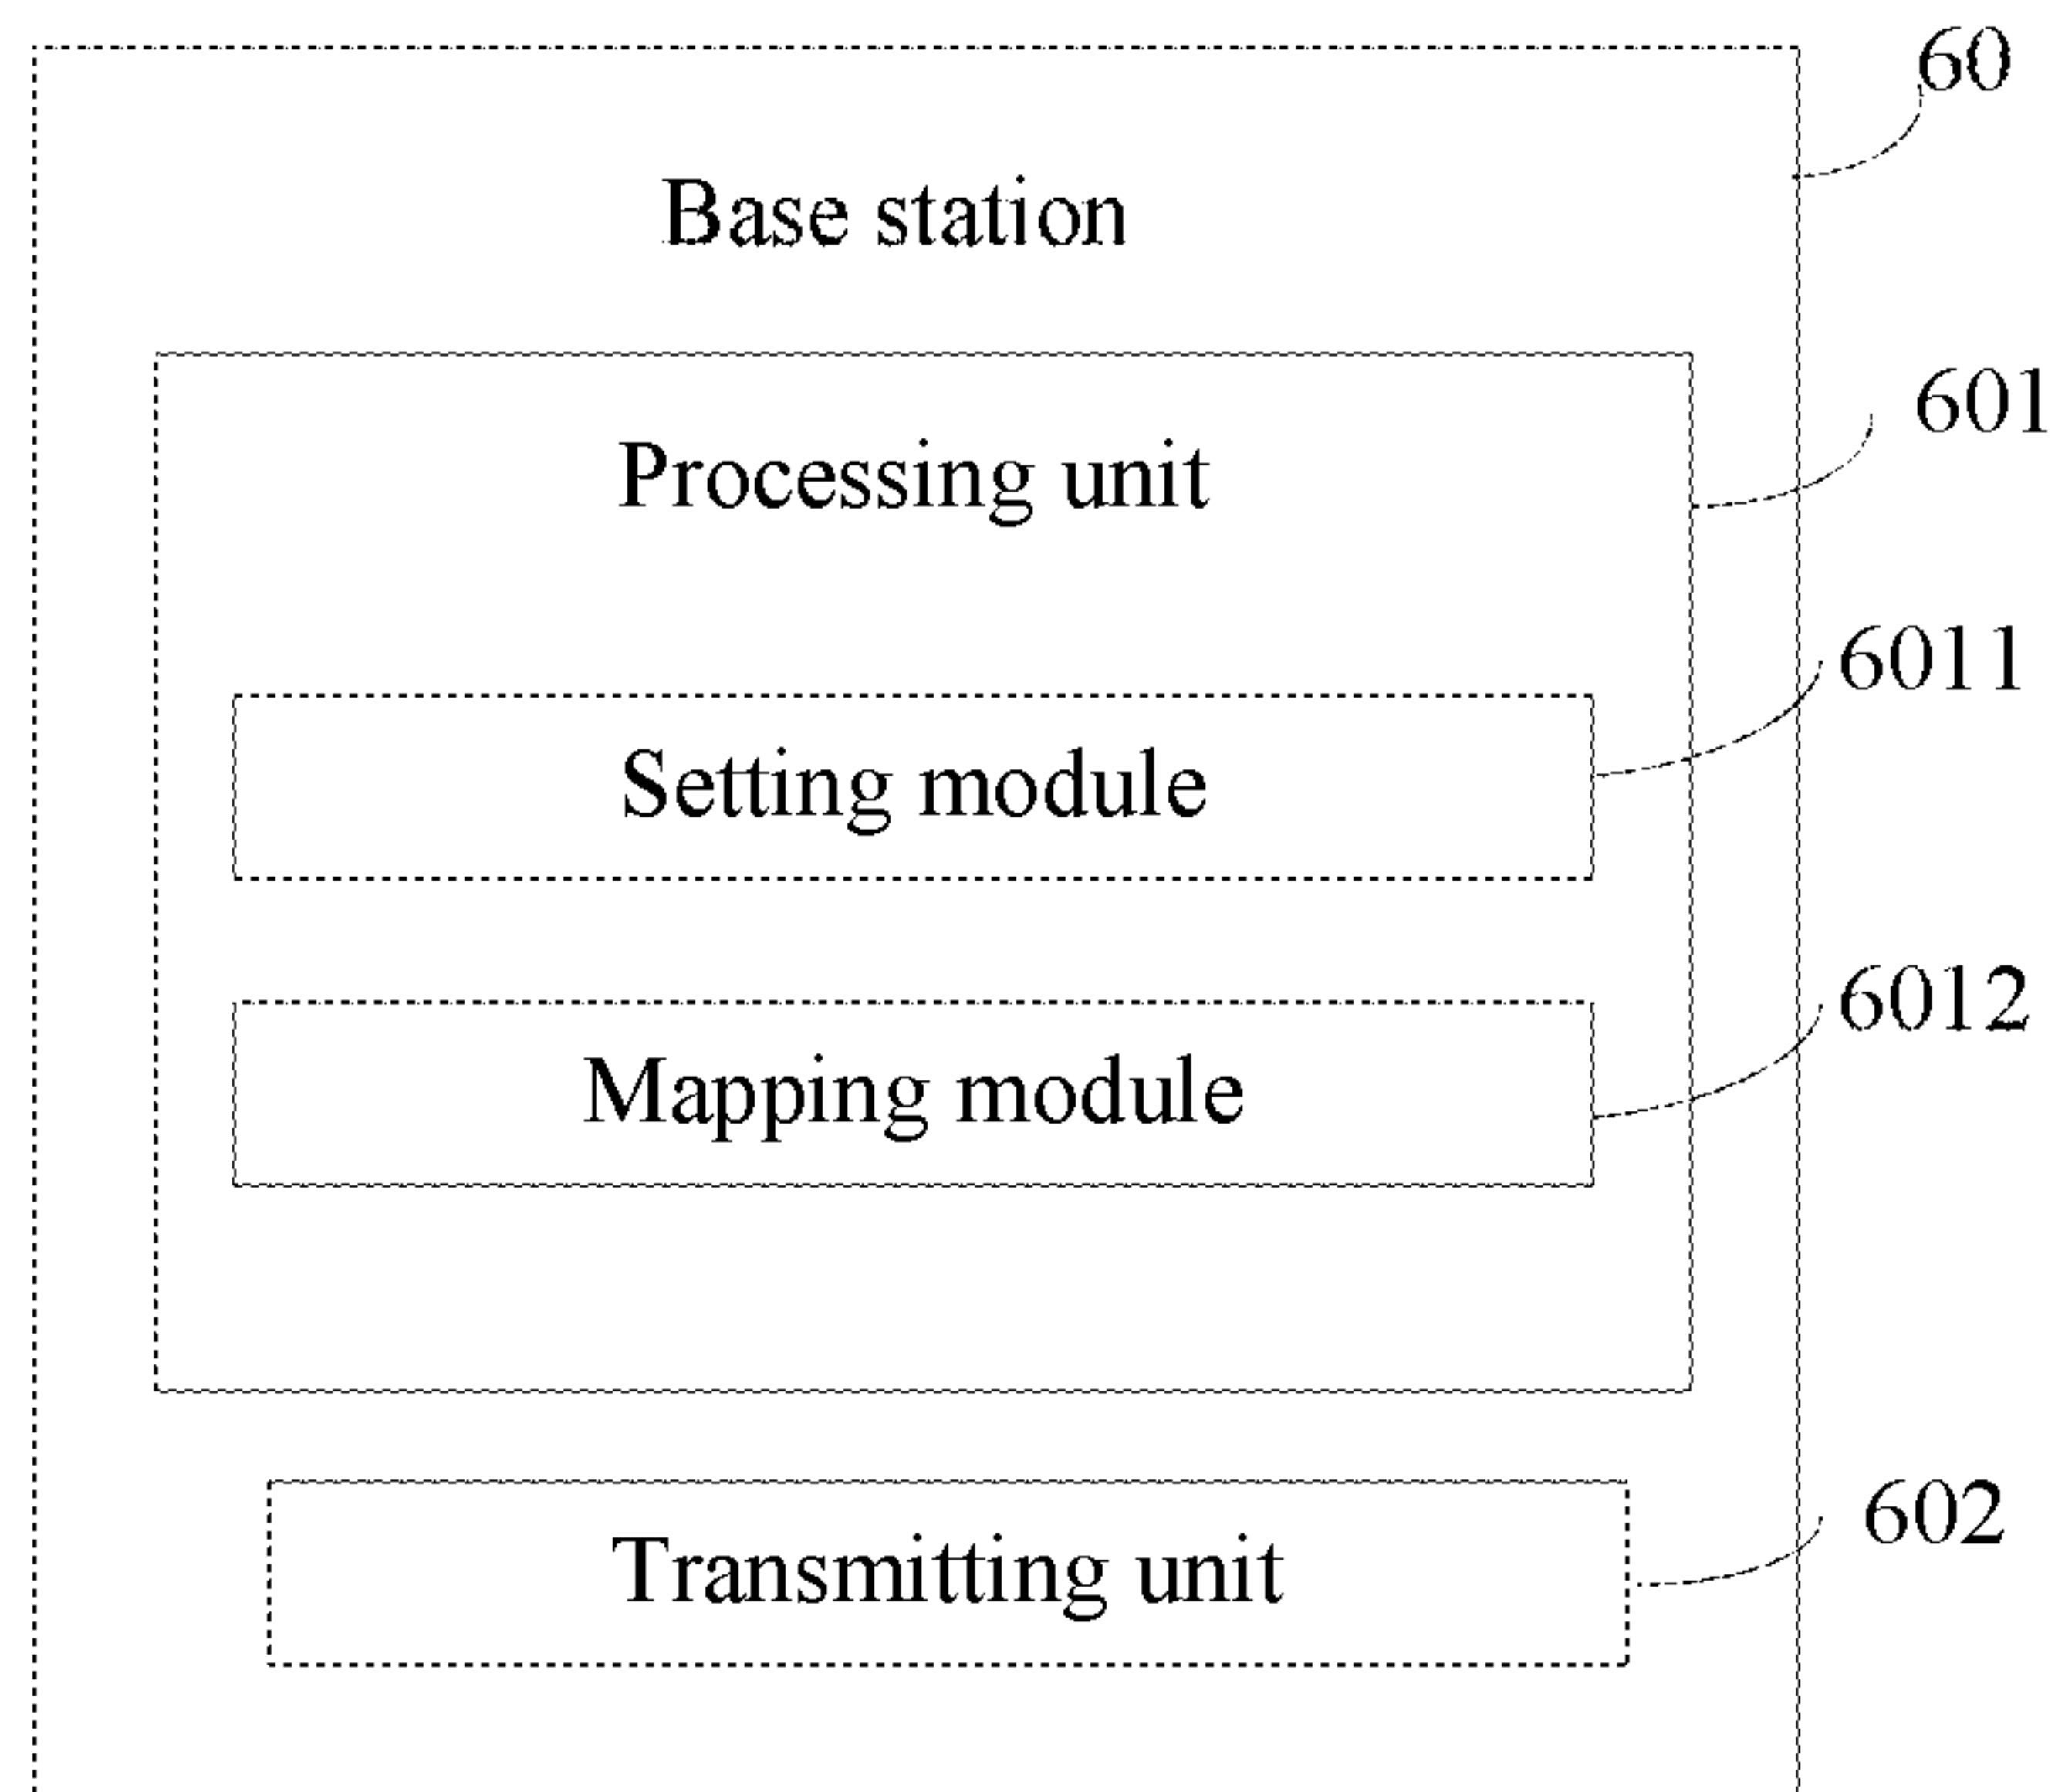 60
Base station
601
Processing unit
6011
Setting module
6012
Mapping module
602
Transmitting unit